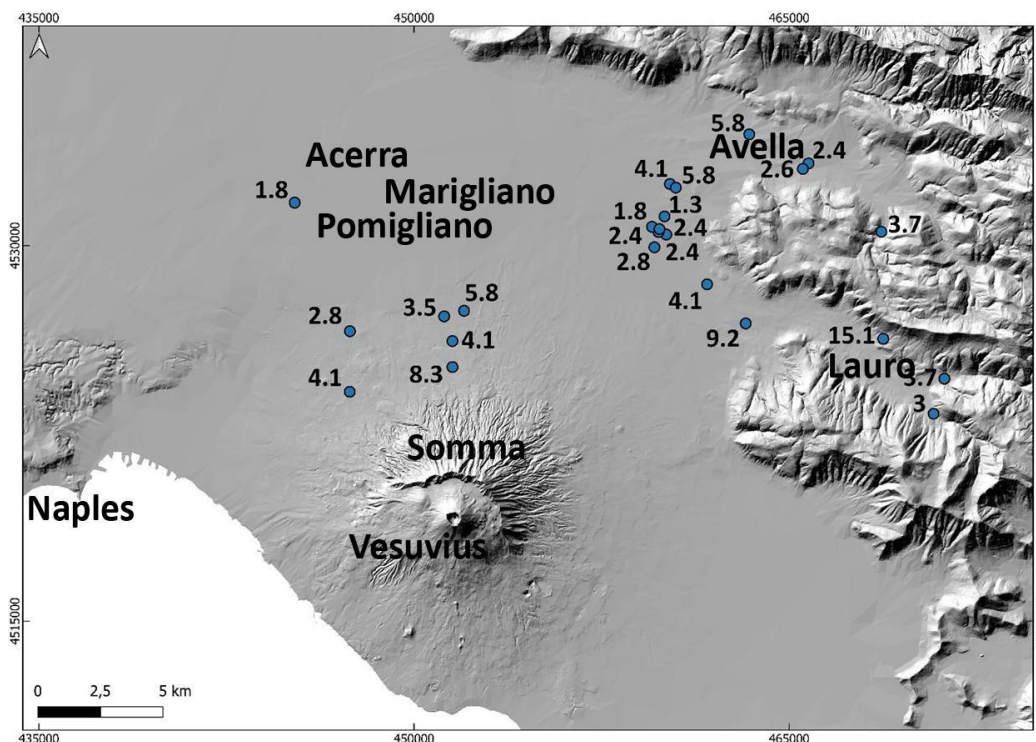 435000 450000 465000
5.8
Avella
2.4
2.6
Acerra
4.1
5.8
Marigliano
1.8
1.3
Pomigliano
1.8
2.4
3.7
4530000
2.4
2.4
2.8
4.1
5.8
3.5
2.8
9.2
4.1
15.1
Lauro
8.3
3.7
4.1
3
Somma
Naples
Vesuvius
4515000
0 2,5 5 km
435000 450000 465000